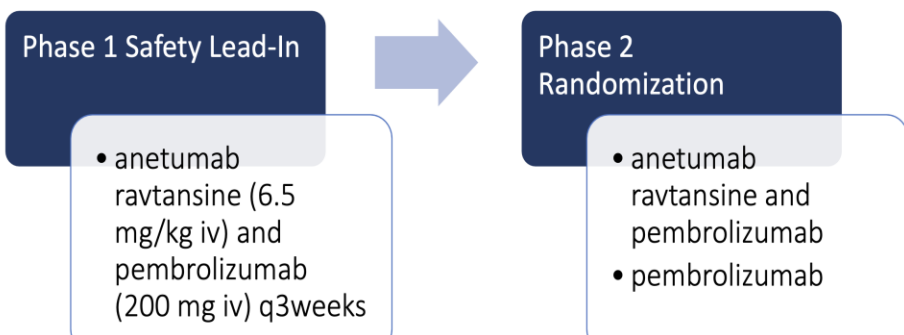 Phase 1 Safety Lead-In
• anetumab
ravtansine (6.5
mg/kg iv) and
pembrolizumab
(200 mg iv) q3weeks
Phase 2
Randomization
• anetumab
ravtansine and
pembrolizumab
• pembrolizumab